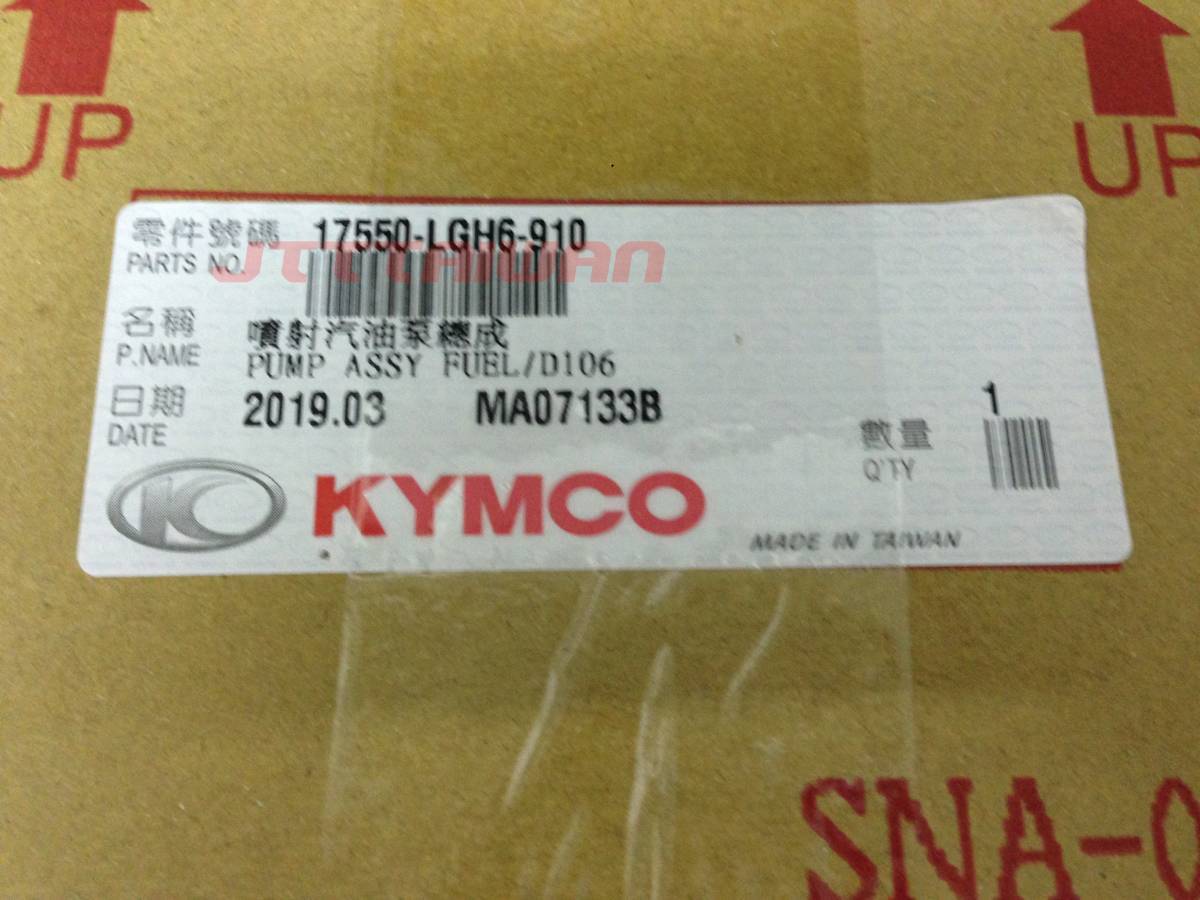 UP
UP
零件號碼 17550-LGH6-910
PARTS NO.
名稱 噴射汽油泵總成
P.NAME PUMP ASSY FUEL/D106
日期 2019.03 MA07133B 1
DATE
數量
Q'TY
KYMCO
MADE IN TAIWAN
SNA-0